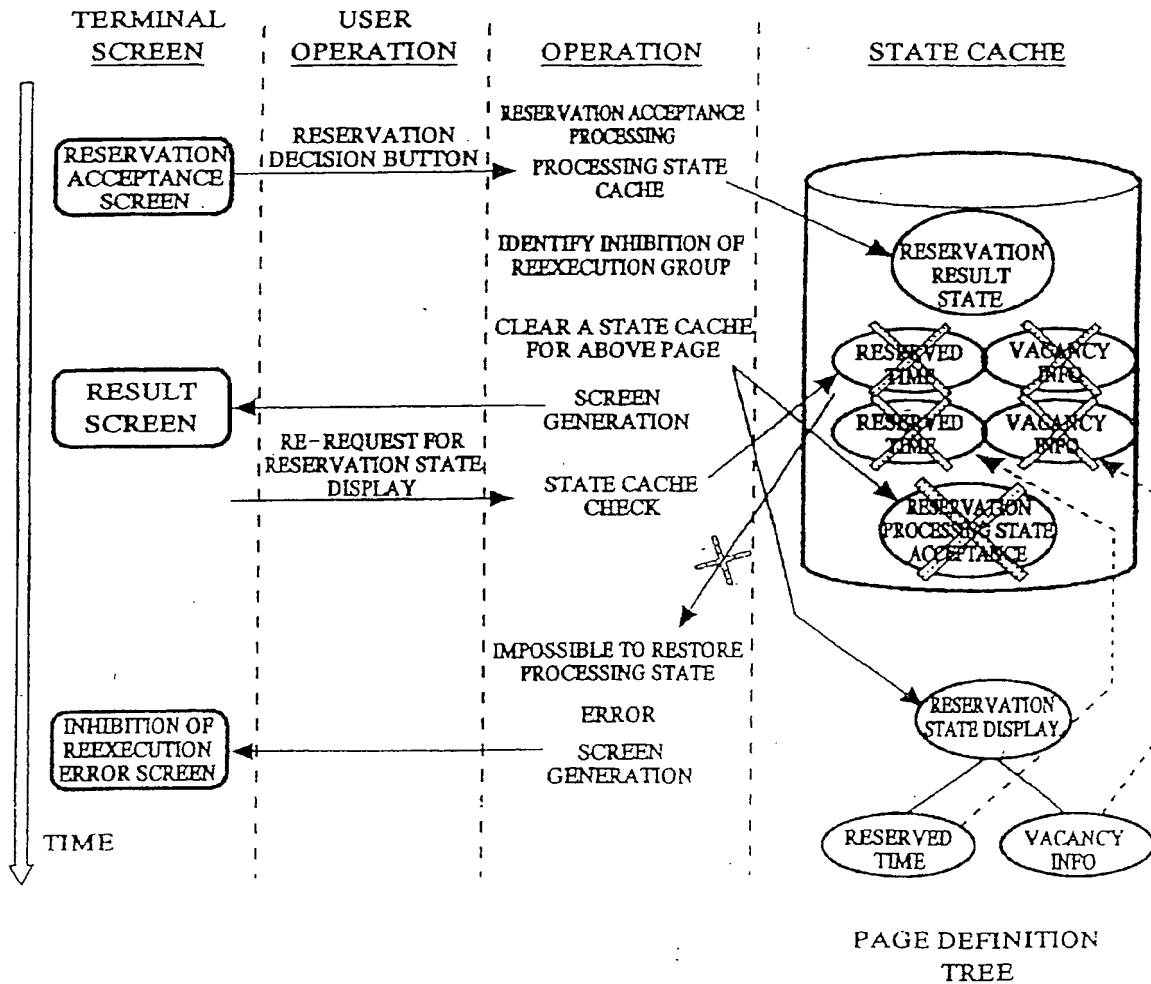 TERMINAL
SCREEN
USER
OPERATION
OPERATION
STATE CACHE
RESERVATION
ACCEPTANCE
SCREEN
RESERVATION
DECISION BUTTON
RESERVATION ACCEPTANCE
PROCESSING
PROCESSING STATE
CACHE
IDENTIFY INHIBITION OF
REEXECUTION GROUP
CLEAR A STATE CACHE
FOR ABOVE PAGE
RESERVATION
RESULT
STATE
RESERVED
TIME
VACANCY
INFO
RESERVED
TIME
VACANCY
INFO
RESERVATION
PROCESSING STATE
ACCEPTANCE
RESULT
SCREEN
SCREEN
GENERATION
RE-REQUEST FOR
RESERVATION STATE
DISPLAY
STATE CACHE
CHECK
IMPOSSIBLE TO RESTORE
PROCESSING STATE
INHIBITION OF
REEXECUTION
ERROR SCREEN
ERROR
SCREEN
GENERATION
RESERVATION
STATE DISPLAY
RESERVED
TIME
VACANCY
INFO
TIME
PAGE DEFINITION
TREE